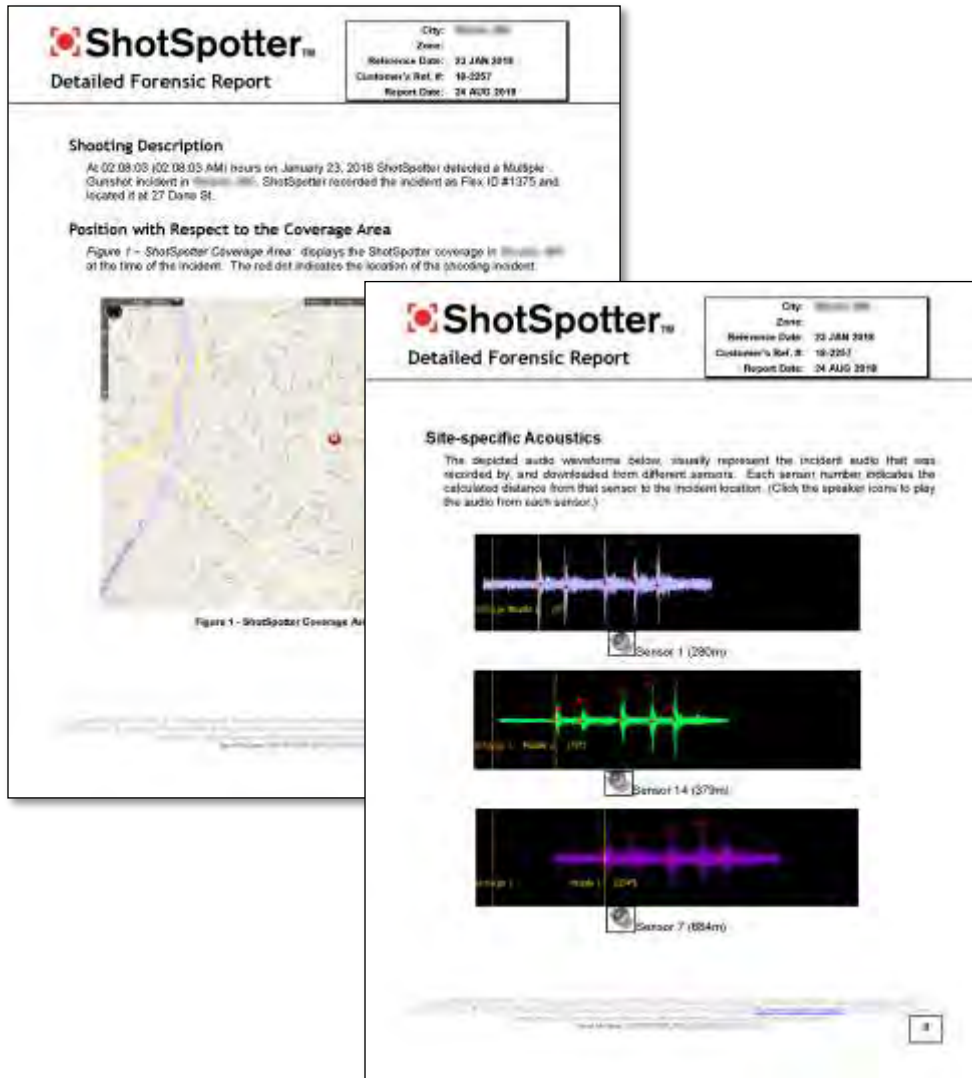 ShotSpotter™
Detailed Forensic Report
City:
Zone:
Reference Date: 23 JAN 2018
Customer's Ref. #: 18-2257
Report Date: 24 AUG 2018
Shooting Description
At 02:08:03 (02:08:03 AM) hours on January 23, 2018 ShotSpotter detected a Multiple
Gunshot incident in ShotSpotter recorded the incident as Flex ID #1375 and
located it at 27 Dane St.
Position with Respect to the Coverage Area
Figure 1 – ShotSpotter Coverage Area: displays the ShotSpotter coverage in
at the time of the incident. The red dot indicates the location of the shooting incident
Figure 1 - ShotSpotter Coverage
ShotSpotter™
Detailed Forensic Report
City:
Zone:
Reference Date: 23 JAN 2018
Customer's Ref. #: 18-2257
Report Date: 24 AUG 2018
Site-specific Acoustics
The depicted audio waveforms below, visually represent the incident audio that was
recorded by, and downloaded from different sensors. Each sensor number indicates the
calculated distance from that sensor to the incident location. (Click the speaker icons to play
the audio from each sensor.)
Sensor 1 (280m)
Sensor 14 (379m)
Sensor 7 (684m)